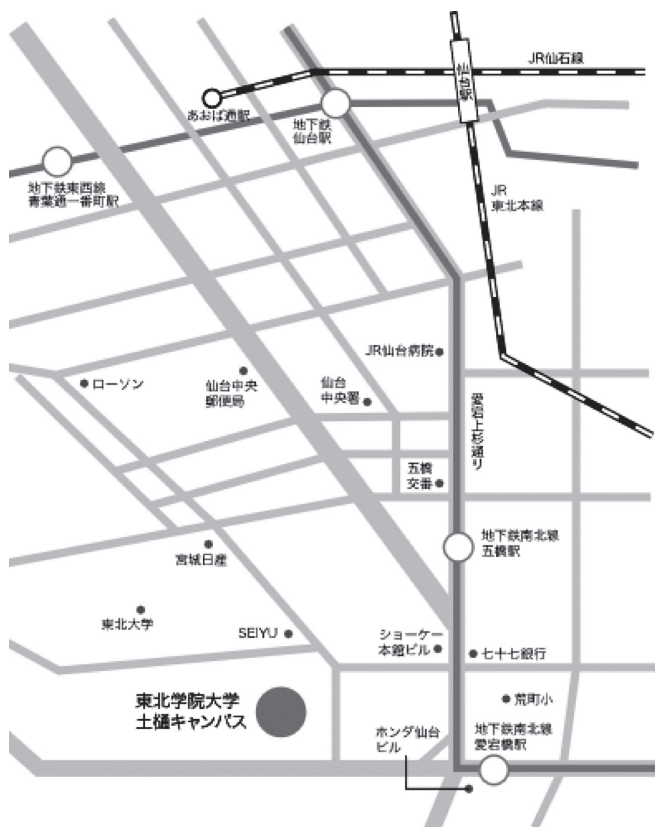 JR仙石線
仙台駅
あおば通駅
地下鉄
仙台駅
地下鉄東西線
青葉通一番町駅
JR
東北本線
JR仙台病院
ローソン
仙台中央
郵便局
仙台
中央署
愛宕上杉通り
五橋
交番
地下鉄南北線
五橋駅
宮城日産
東北大学
SEIYU
ショーケー
本館ビル
七十七銀行
東北学院大学
土樋キャンパス
荒町小
ホンダ仙台
ビル
地下鉄南北線
愛宕橋駅